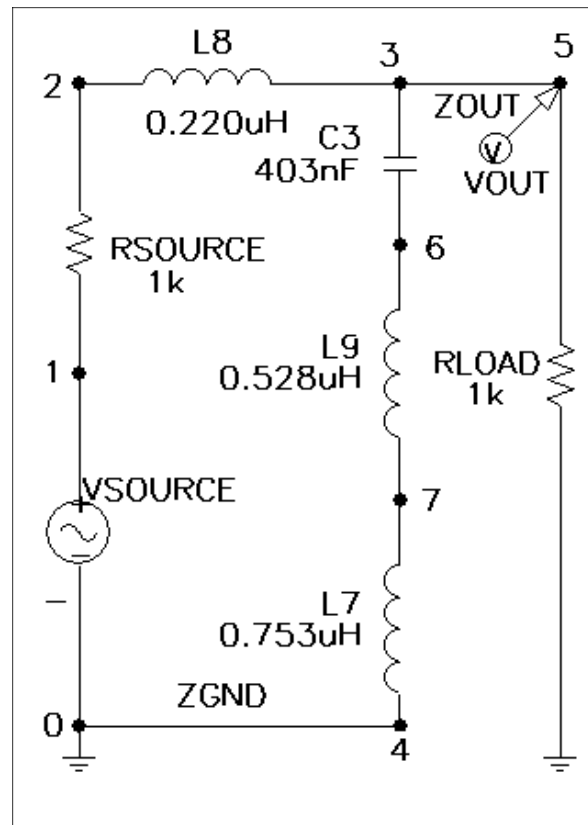 L8
2
3
5
0.220uH
ZOUT
C3
403nF
V
VOUT
6
RSOURCE
1k
L9
0.528uH
RLOAD
1k
1
+
VSOURCE
7
L7
0.753uH
ZGND
0
4